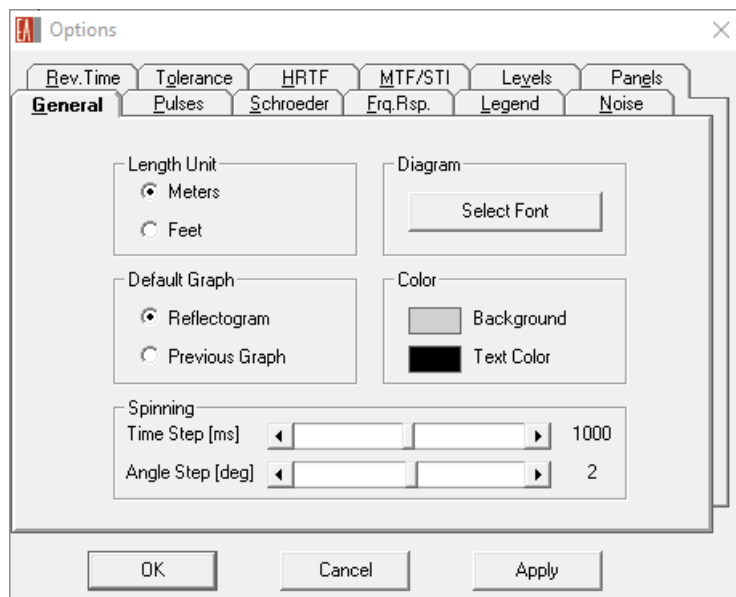 EA Options
Rev.Time Tolerance HRTF MTF/STI Levels Panels
General Pulses Schroeder Frq.Rsp. Legend Noise
Length Unit
Meters
Feet
Diagram
Select Font
Default Graph
Reflectogram
Previous Graph
Color
Background
Text Color
Spinning
Time Step [ms] 1000
Angle Step [deg] 2
OK Cancel Apply